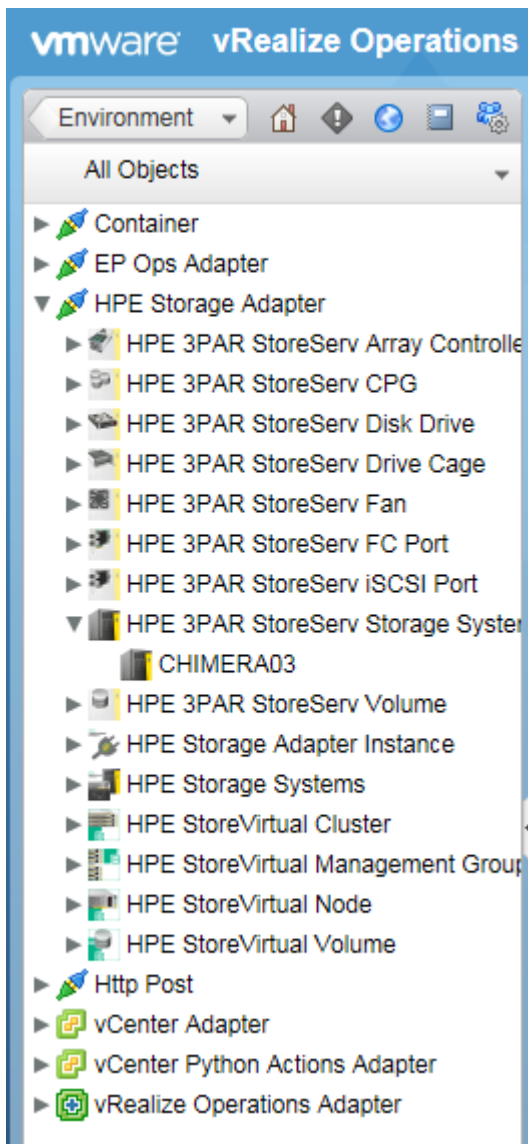 vmware vRealize Operations
Environment
All Objects
Container
EP Ops Adapter
HPE Storage Adapter
HPE 3PAR StoreServ Array Controlle
HPE 3PAR StoreServ CPG
HPE 3PAR StoreServ Disk Drive
HPE 3PAR StoreServ Drive Cage
HPE 3PAR StoreServ Fan
HPE 3PAR StoreServ FC Port
HPE 3PAR StoreServ iSCSI Port
HPE 3PAR StoreServ Storage Syster
CHIMERA03
HPE 3PAR StoreServ Volume
HPE Storage Adapter Instance
HPE Storage Systems
HPE StoreVirtual Cluster
HPE StoreVirtual Management Group
HPE StoreVirtual Node
HPE StoreVirtual Volume
Http Post
vCenter Adapter
vCenter Python Actions Adapter
vRealize Operations Adapter